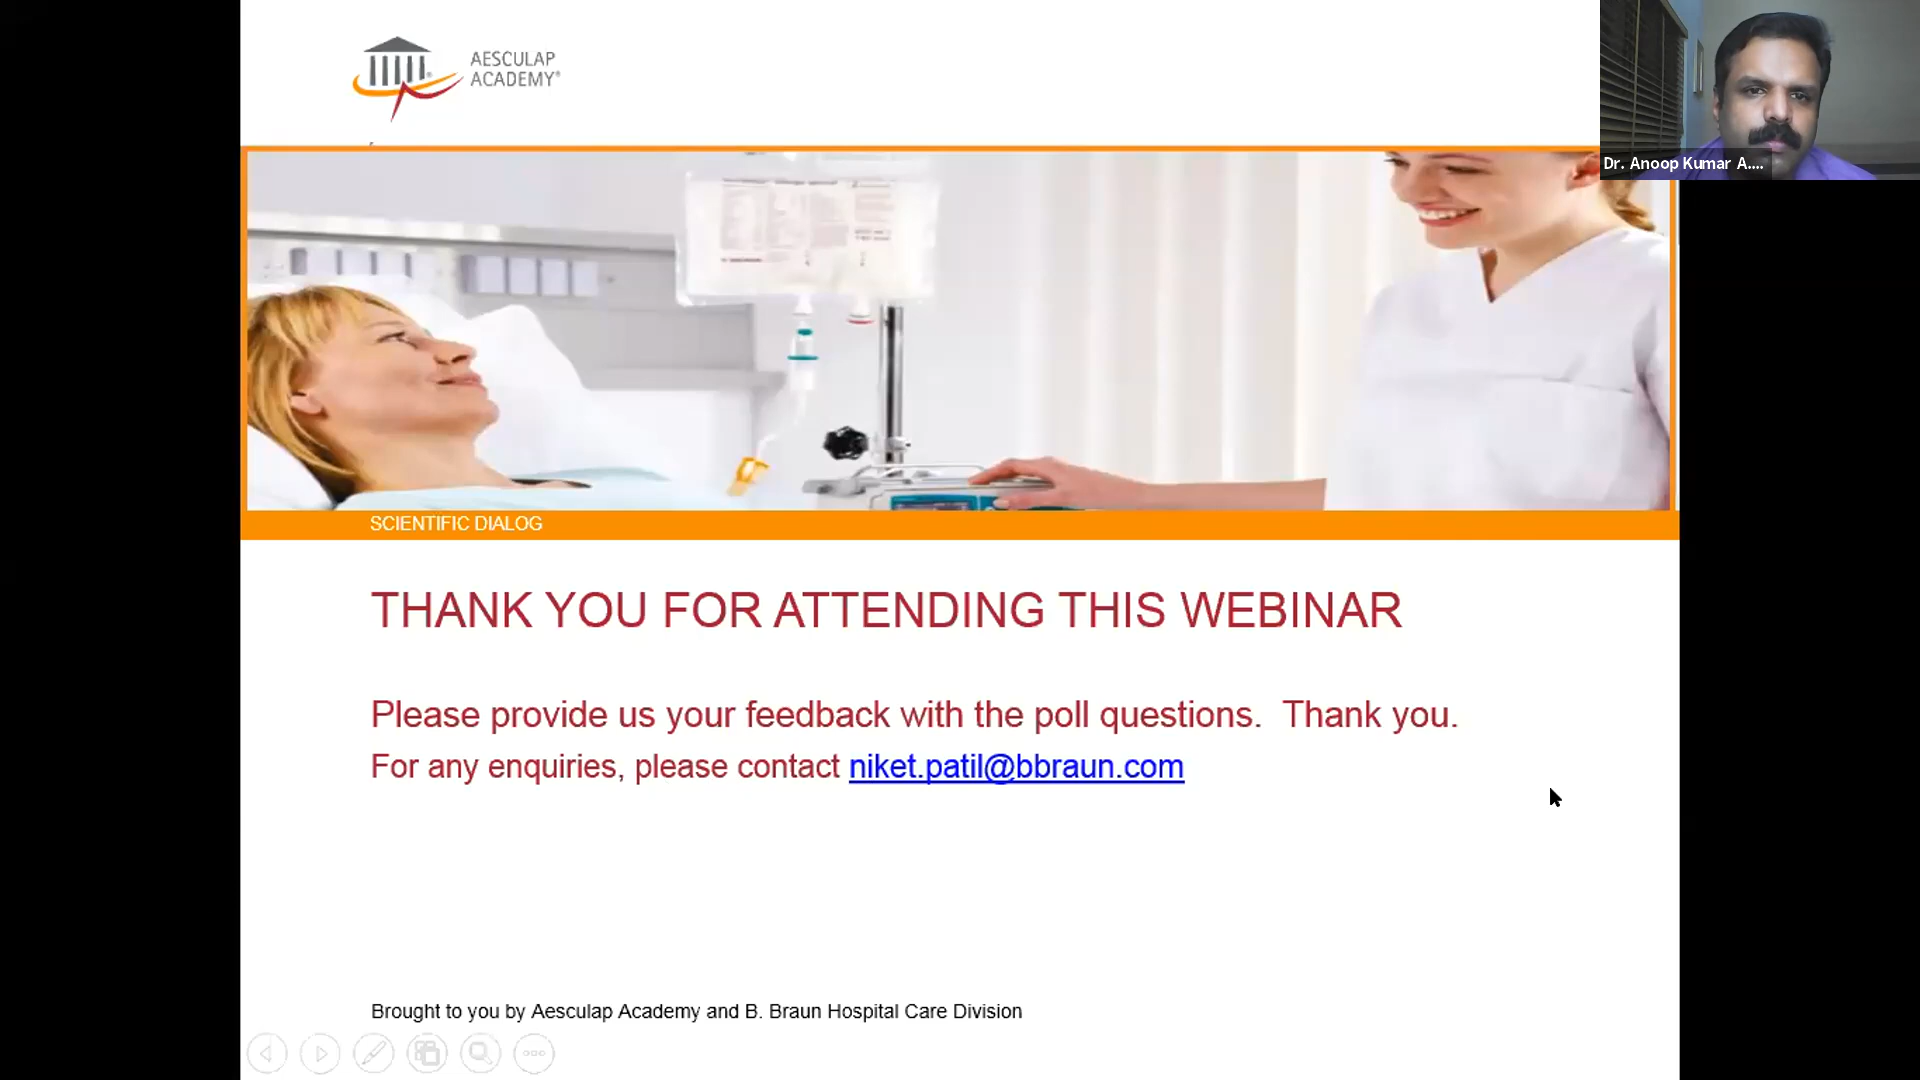 AESCULAP
ACADEMY®
Dr. Anoop Kumar A....
SCIENTIFIC DIALOG
THANK YOU FOR ATTENDING THIS WEBINAR
Please provide us your feedback with the poll questions. Thank you.
For any enquiries, please contact niket.patil@bbraun.com
Brought to you by Aesculap Academy and B. Braun Hospital Care Division